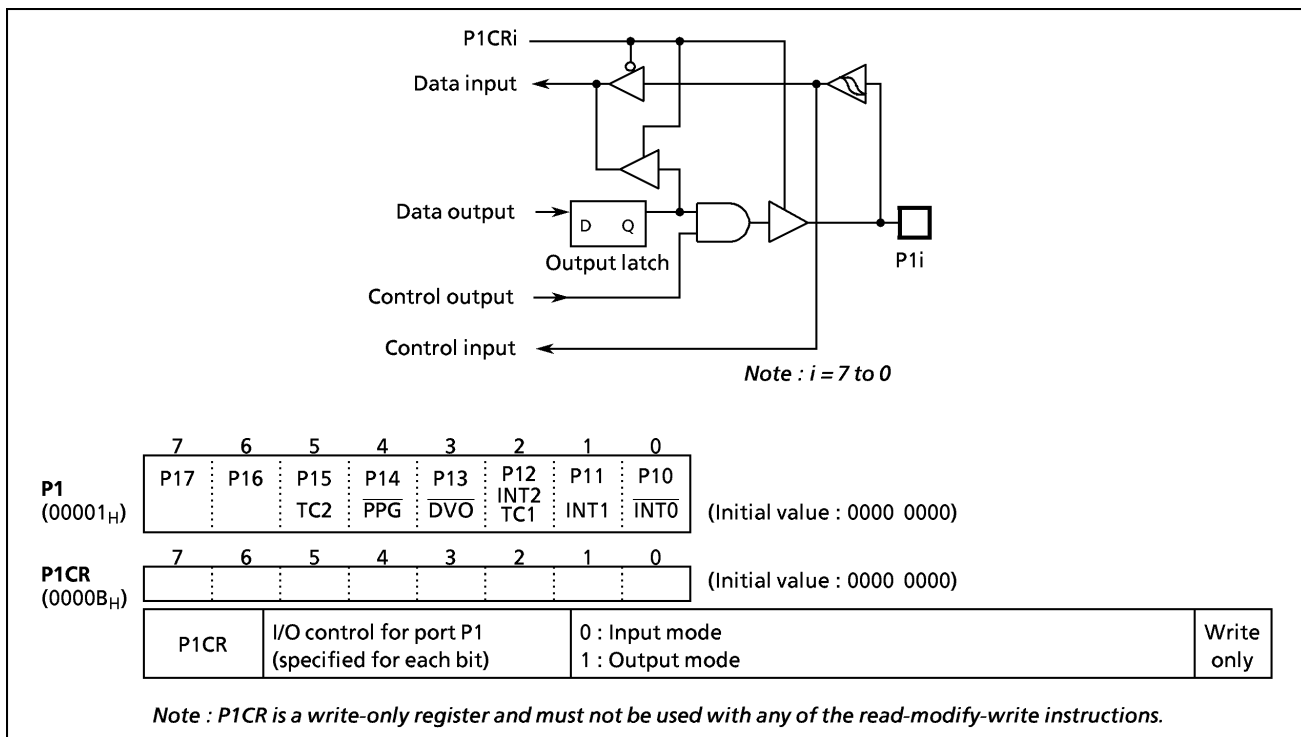 P1CRi
Data input
Data output
D Q
Output latch
P1i
Control output
Control input
Note : i = 7 to 0
7 6 5 4 3 2 1 0
P1
(00001H)
P17 P16 P15 P14 P13 P12 P11 P10
TC2 PPG DVO INT2 TC1 INT1 INT0
(Initial value : 0000 0000)
7 6 5 4 3 2 1 0
P1CR
(0000BH)
(Initial value : 0000 0000)
P1CR
I/O control for port P1
(specified for each bit)
0 : Input mode
1 : Output mode
Write
only
Note : P1CR is a write-only register and must not be used with any of the read-modify-write instructions.